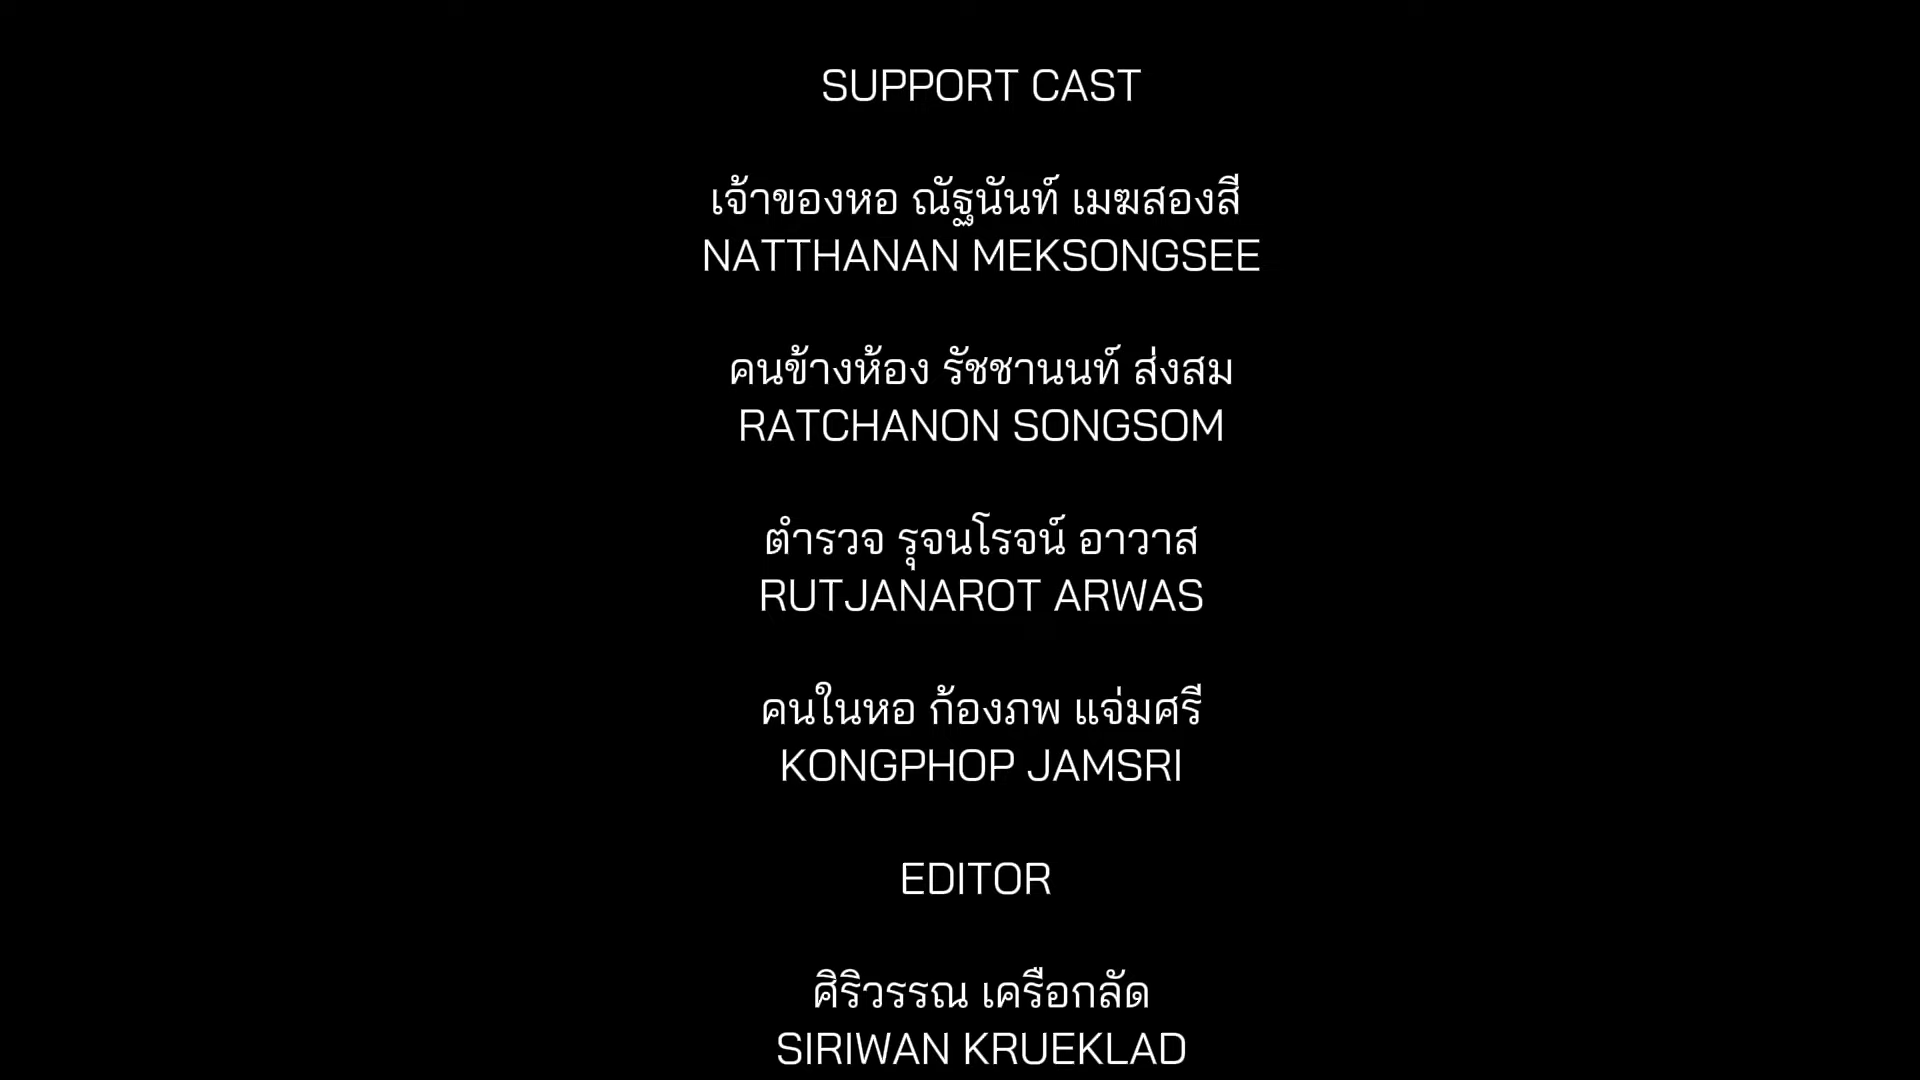 SUPPORT CAST
เจ้าของหอ ณัฐนันท์ เมฆสองสี
NATTHANAN MEKSONGSEE
คนข้างห้อง รัชชานนท์ ส่งสม
RATCHANON SONGSOM
ตำรวจ รุจนโรจน์ อาวาส
RUTJANAROT ARWAS
คนในหอ ก้องภพ แจ่มศรี
KONGPHOP JAMSRI
EDITOR
ศิริวรรณ เครือกลัด
SIRIWAN KRUEKLAD